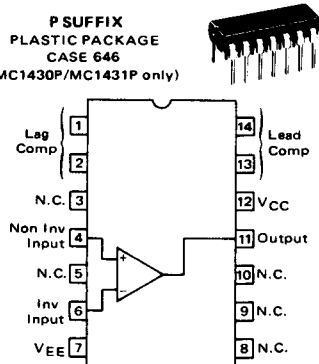 P SUFFIX
PLASTIC PACKAGE
CASE 646
MC1430P/MC1431P only)
Lag
Comp
1
2
N.C. 3
Non Inv
Input
4
N.C. 5
Inv
Input
6
VEE 7
14
13
Lead
Comp
12 VCC
11 Output
10 N.C.
9 N.C.
8 N.C.
+
−